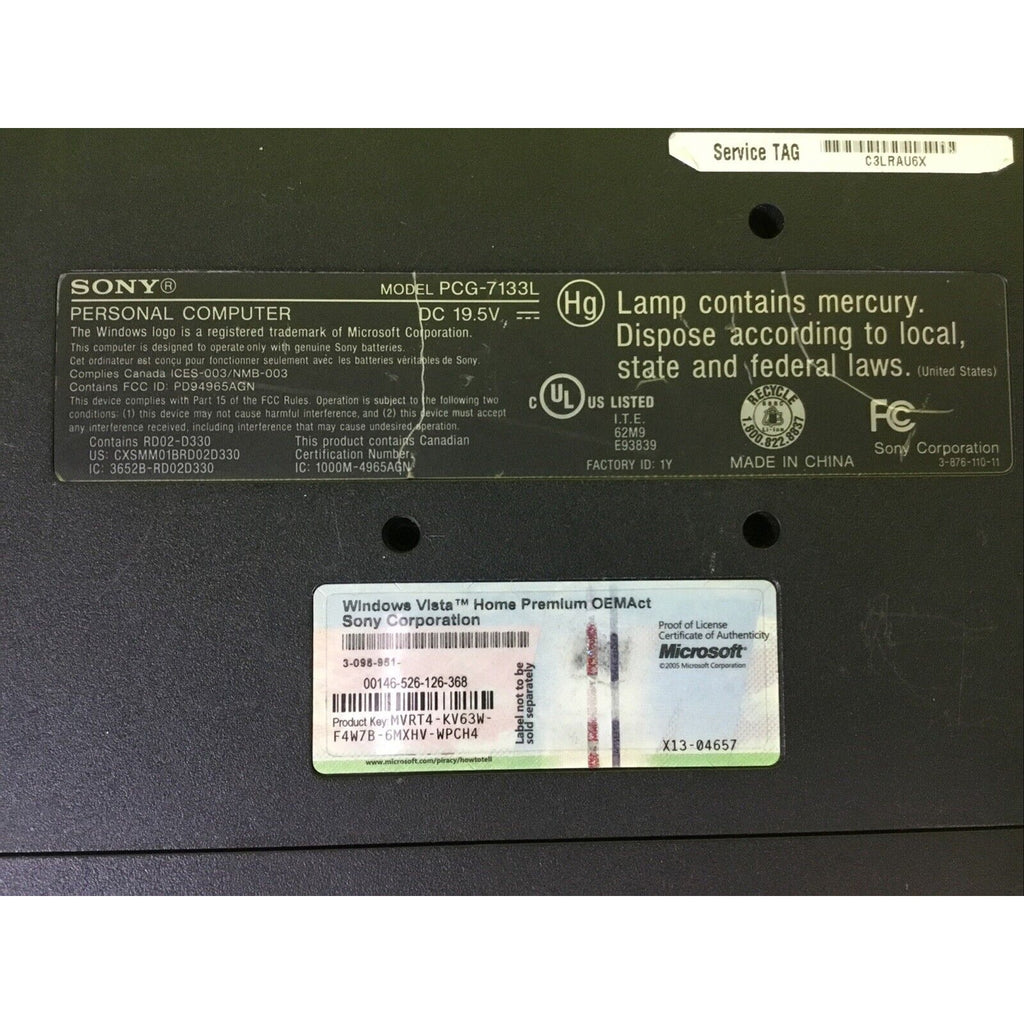 Service TAG
C3LRAU6X
SONY®
MODEL PCG-7133L
PERSONAL COMPUTER
DC 19.5V
The Windows logo is a registered trademark of Microsoft Corporation.
This computer is designed to operate only with genuine Sony batteries.
Cet ordinateur est conçu pour fonctionner seulement avec les batteries véritables de Sony.
Complies Canada ICES-003/NMB-003
Contains FCC ID: PD94965AGN
This device complies with Part 15 of the FCC Rules. Operation is subject to the following two
conditions: (1) this device may not cause harmful interference, and (2) this device must accept
any interference received, including interference that may cause undesired operation.
Contains RD02-D330
US: CXSMM01BRD02D330
IC: 3652B-RD02D330
This product contains Canadian
Certification Number
IC: 1000M-4965AGN
Hg
Lamp contains mercury.
Dispose according to local,
state and federal laws. (United States)
C UL US LISTED
I.T.E.
62M9
E93839
FACTORY ID: 1Y
RECYCLE
1.800.822.8837
MADE IN CHINA
FC
Sony Corporation
3-876-110-11
Windows Vista™ Home Premium OEMAct
Sony Corporation
3-098-951-
00146-526-126-368
Product Key: MVRT4-KV63W-
F4W7B-6MXHV-WPCH4
www.microsoft.com/piracy/howtotell
Label not to be
sold separately
Proof of License
Certificate of Authenticity
Microsoft®
©2005 Microsoft Corporation
X13-04657